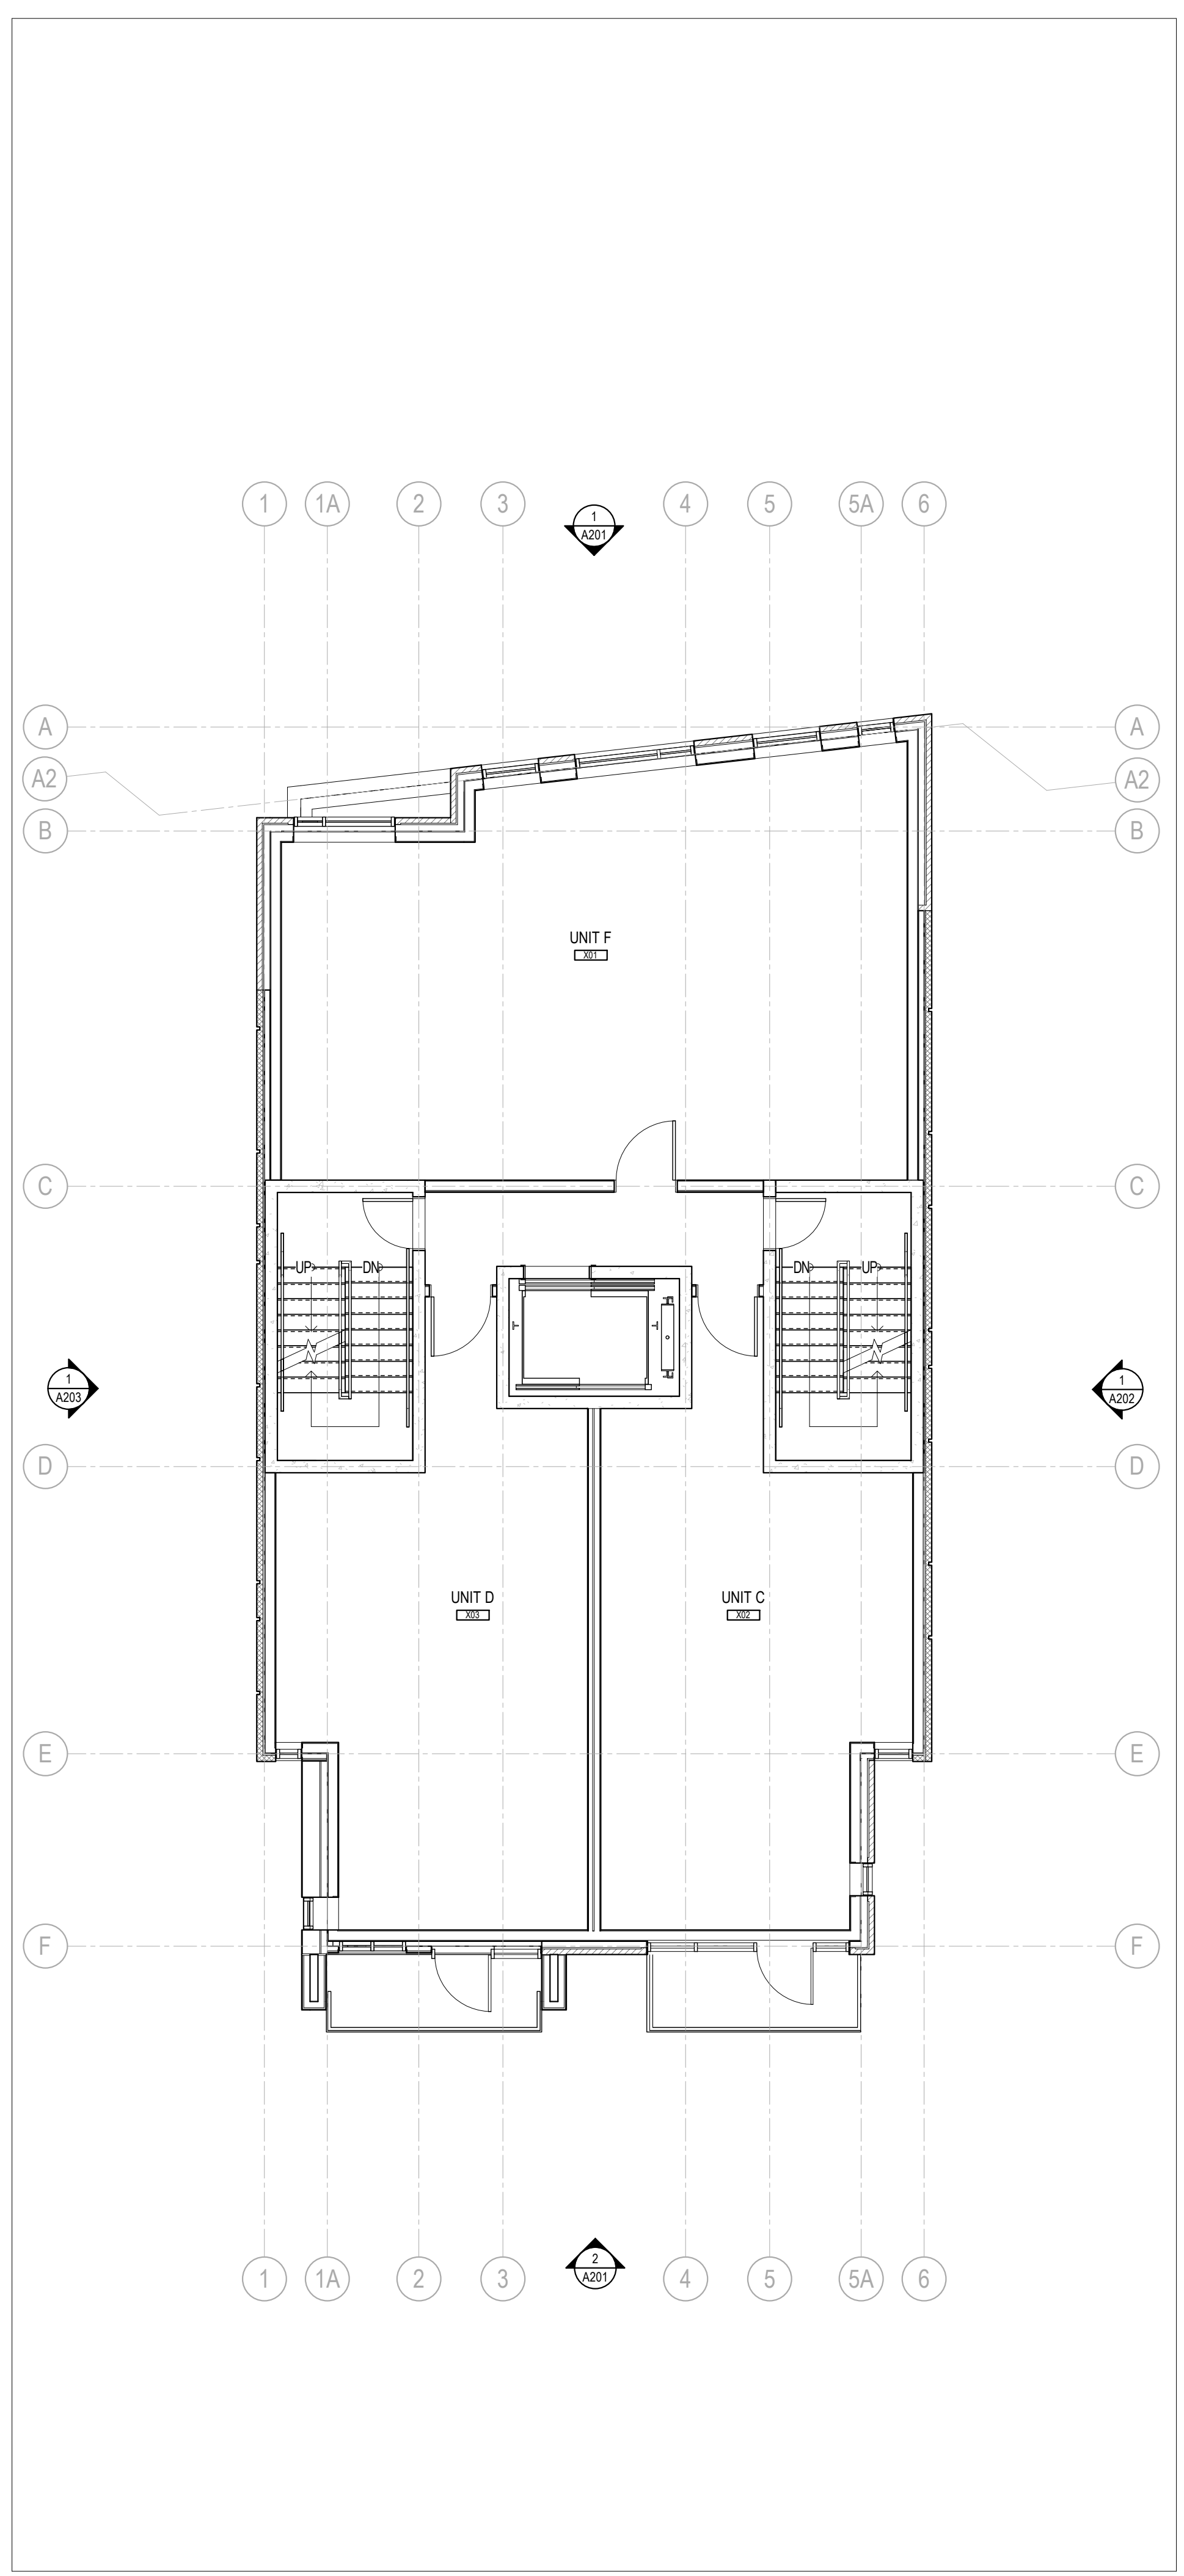 1 1A 2 3 4 5 5A 6
1
A201
A A
A2 A2
B B
UNIT F
X01
C C
UP DN DN UP
1
A203
1
A202
D D
UNIT D UNIT C
X03 X02
E E
F F
2
A201
1 1A 2 3 4 5 5A 6